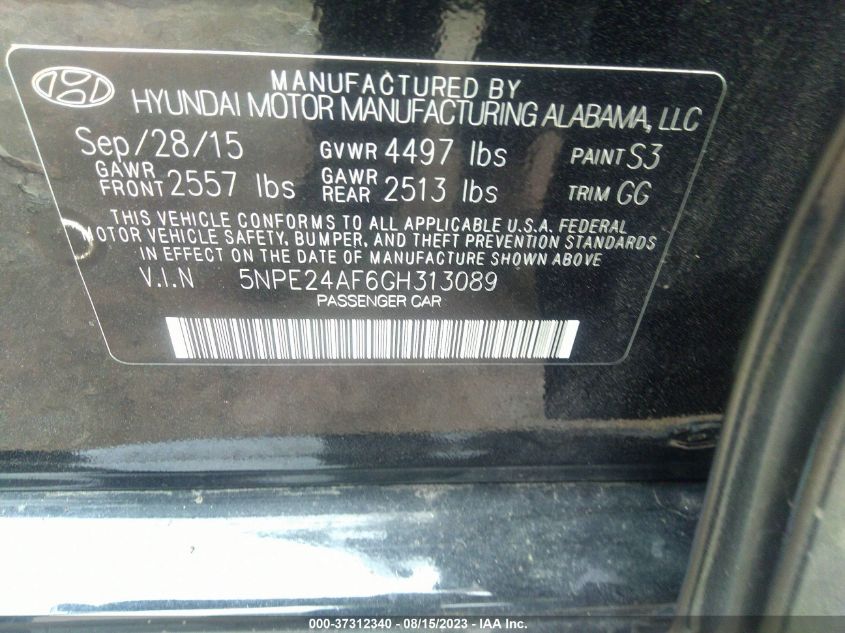 MANUFACTURED BY
HYUNDAI MOTOR MANUFACTURING ALABAMA, LLC
Sep/28/15 GVWR 4497 lbs PAINT S3
GAWR FRONT 2557 lbs GAWR REAR 2513 lbs TRIM GG
THIS VEHICLE CONFORMS TO ALL APPLICABLE U.S.A. FEDERAL
MOTOR VEHICLE SAFETY, BUMPER, AND THEFT PREVENTION STANDARDS
IN EFFECT ON THE DATE OF MANUFACTURE SHOWN ABOVE
V.I.N 5NPE24AF6GH313089
PASSENGER CAR
000-37312340 - 08/15/2023 - IAA Inc.